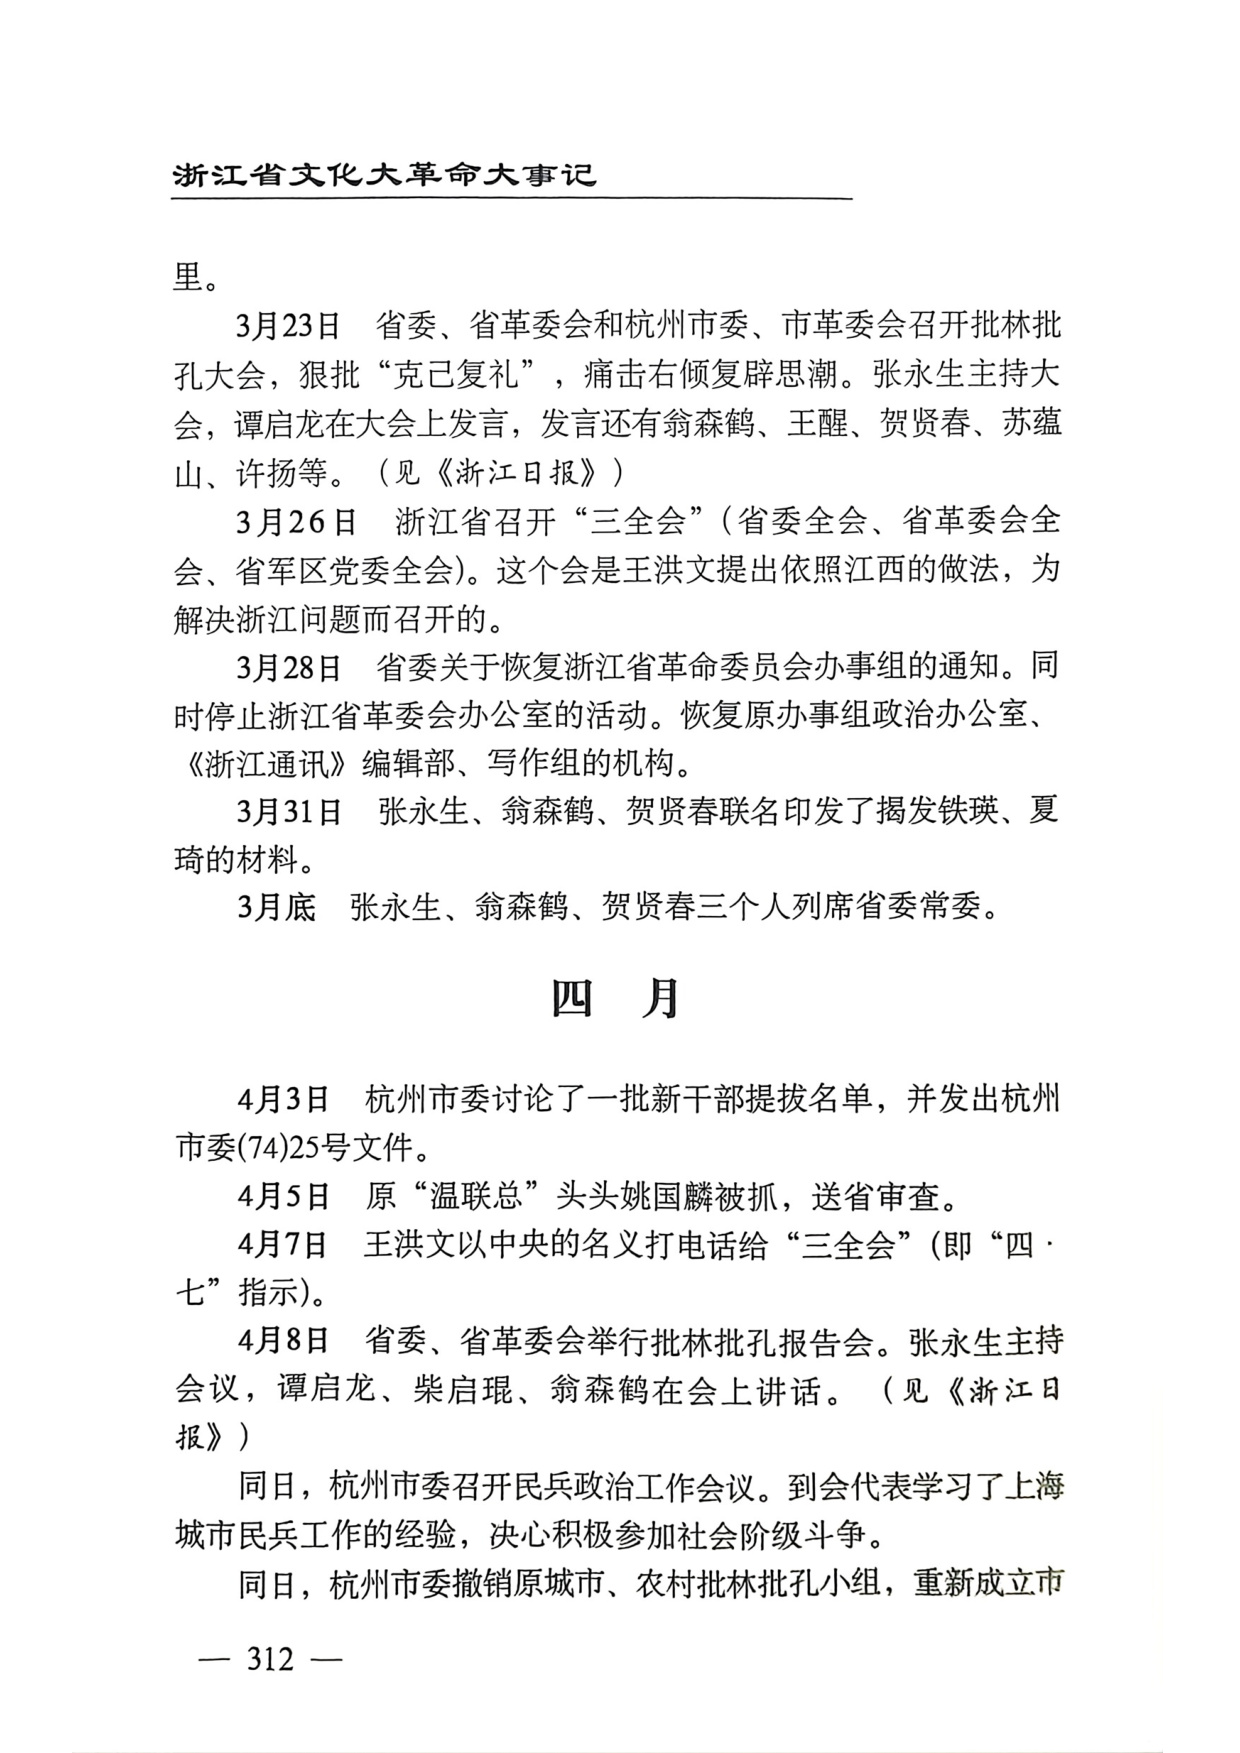 浙江省文化大革命大事记
里。
3月23日　省委、省革委会和杭州市委、市革委会召开批林批
孔大会，狠批“克己复礼”，痛击右倾复辟思潮。张永生主持大
会，谭启龙在大会上发言，发言还有翁森鹤、王醒、贺贤春、苏蕴
山、许扬等。（见《浙江日报》）
3月26日　浙江省召开“三全会”（省委全会、省革委会全
会、省军区党委全会)。这个会是王洪文提出依照江西的做法，为
解决浙江问题而召开的。
3月28日　省委关于恢复浙江省革命委员会办事组的通知。同
时停止浙江省革委会办公室的活动。恢复原办事组政治办公室、
《浙江通讯》编辑部、写作组的机构。
3月31日　张永生、翁森鹤、贺贤春联名印发了揭发铁瑛、夏
琦的材料。
3月底　张永生、翁森鹤、贺贤春三个人列席省委常委。
四　月
4月3日　杭州市委讨论了一批新干部提拔名单，并发出杭州
市委(74)25号文件。
4月5日　原“温联总”头头姚国麟被抓，送省审查。
4月7日　王洪文以中央的名义打电话给“三全会”(即“四·
七”指示)。
4月8日　省委、省革委会举行批林批孔报告会。张永生主持
会议，谭启龙、柴启琨、翁森鹤在会上讲话。（见《浙江日
报》）
同日，杭州市委召开民兵政治工作会议。到会代表学习了上海
城市民兵工作的经验，决心积极参加社会阶级斗争。
同日，杭州市委撤销原城市、农村批林批孔小组，重新成立市
— 312 —